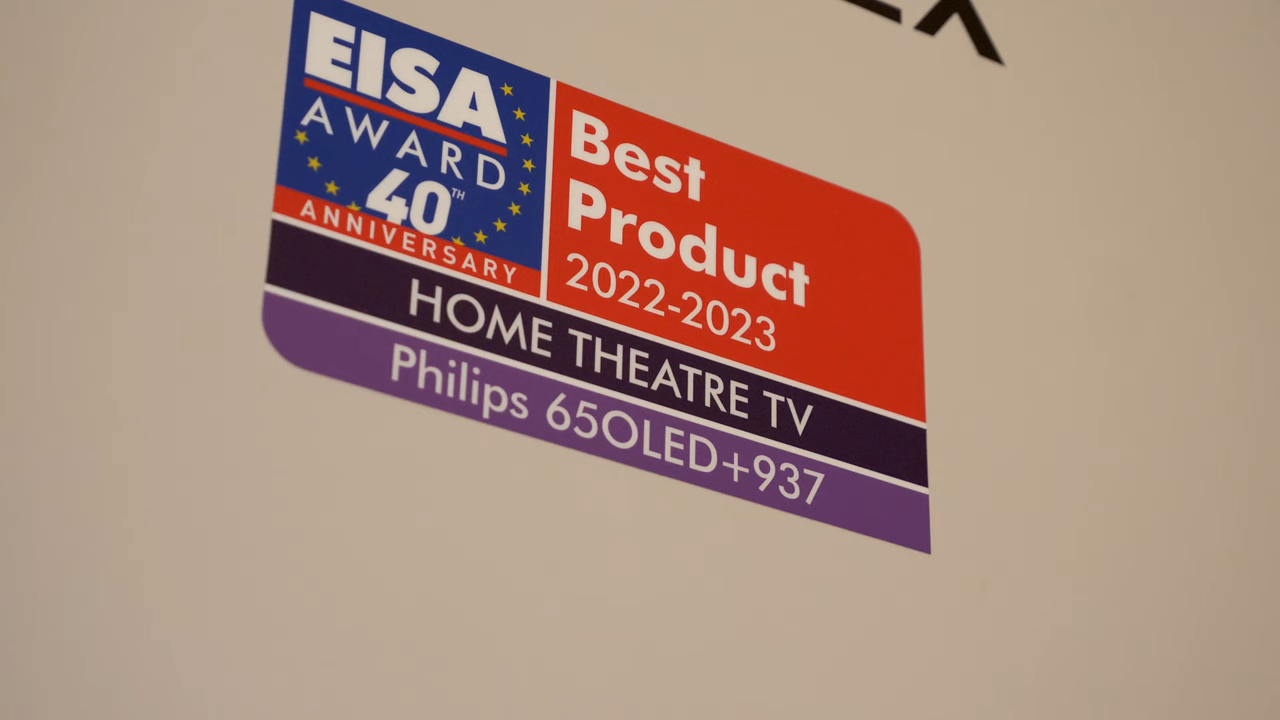 EISA
AWARD
40TH
ANNIVERSARY
Best
Product
2022-2023
HOME THEATRE TV
Philips 65OLED+937